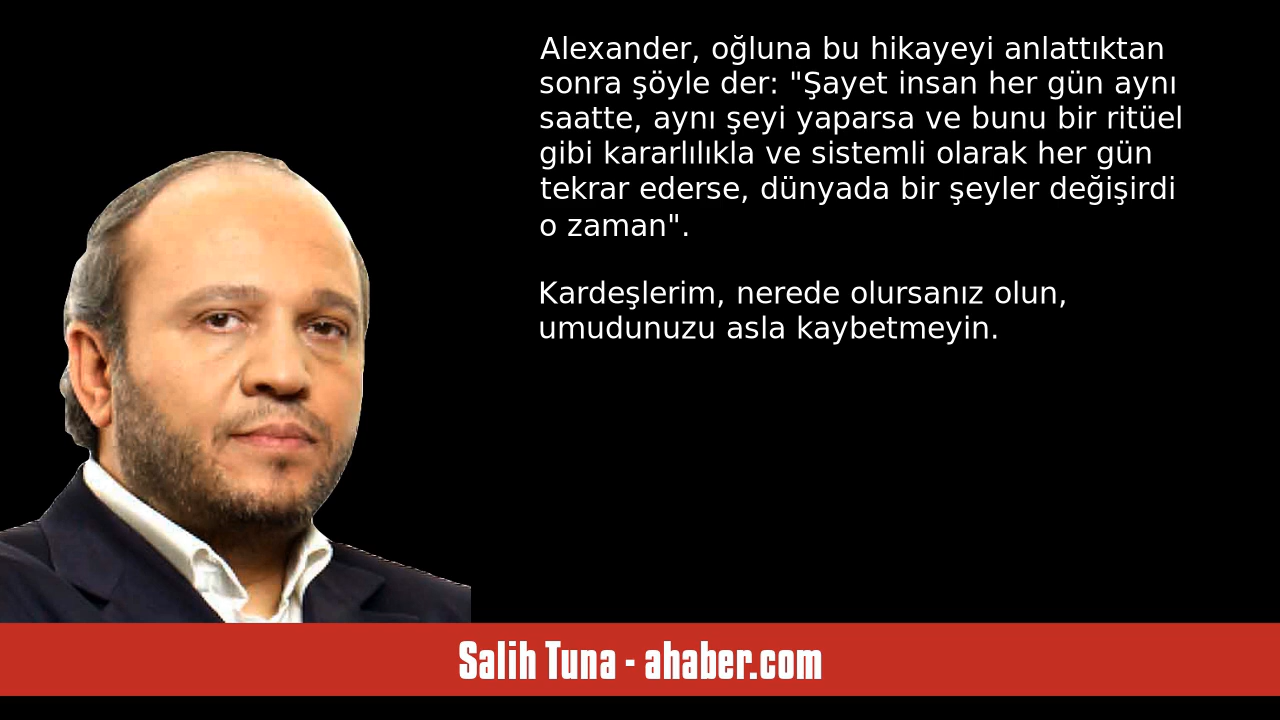 Alexander, oğluna bu hikayeyi anlattıktan
sonra şöyle der: "Şayet insan her gün aynı
saatte, aynı şeyi yaparsa ve bunu bir ritüel
gibi kararlılıkla ve sistemli olarak her gün
tekrar ederse, dünyada bir şeyler değişirdi
o zaman".
Kardeşlerim, nerede olursanız olun,
umudunuzu asla kaybetmeyin.
Salih Tuna - ahaber.com